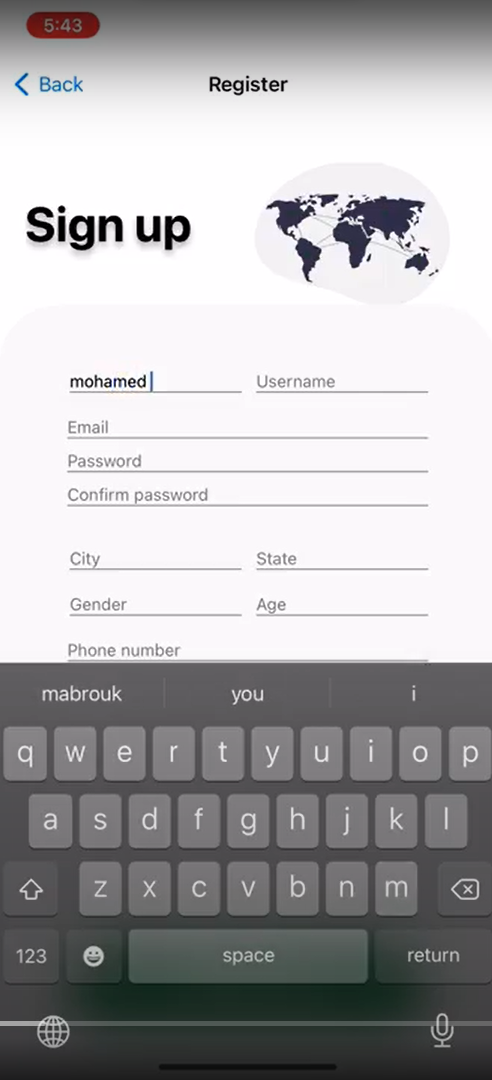 5:43
Back Register
Sign up
mohamed Username
Email
Password
Confirm password
City State
Gender Age
Phone number
mabrouk you i
q w e r t y u i o p
a s d f g h j k l
z x c v b n m
123 space return